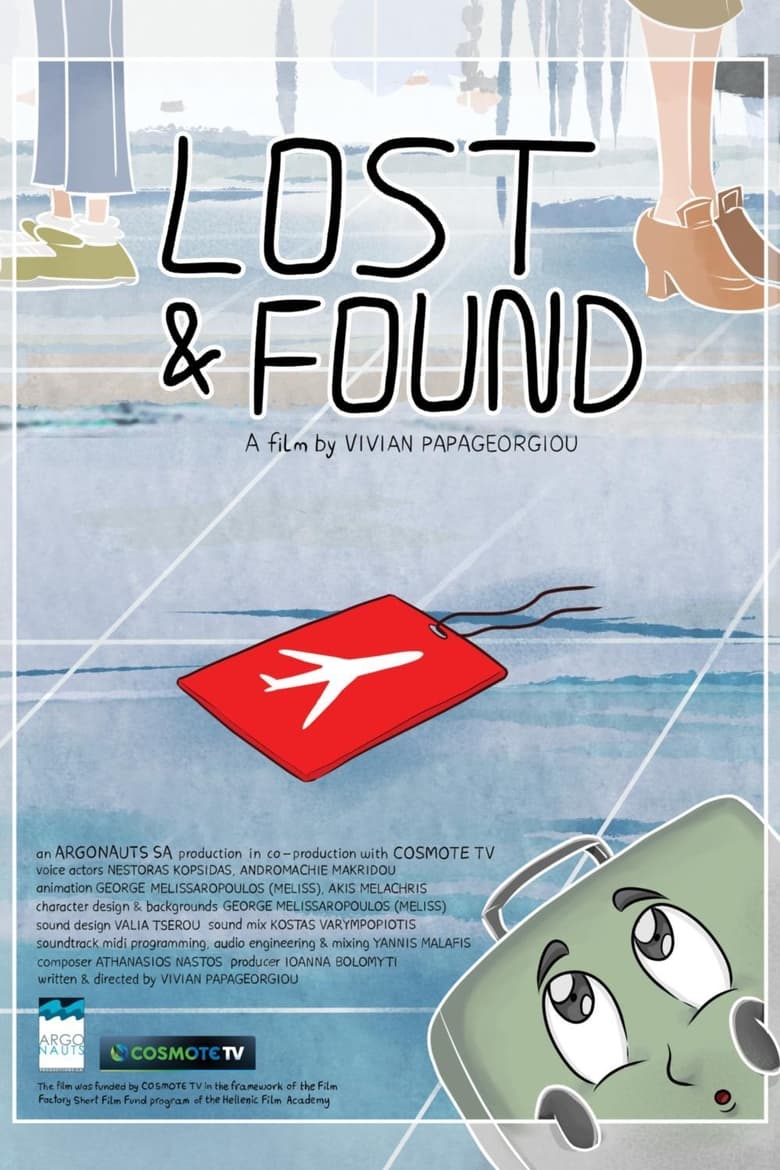 LOST
& FOUND
A film by VIVIAN PAPAGEORGIOU
an ARGONAUTS SA production in co-production with COSMOTE TV
voice actors NESTORAS KOPSIDAS, ANDROMACHIE MAKRIDOU
animation GEORGE MELISSAROPOULOS (MELISS), AKIS MELACHRIS
character design & backgrounds GEORGE MELISSAROPOULOS (MELISS)
sound design VALIA TSEROU sound mix KOSTAS VARYMPOPIOTIS
soundtrack midi programming, audio engineering & mixing YANNIS MALAFIS
composer ATHANASIOS NASTOS producer IOANNA BOLOMYTI
written & directed by VIVIAN PAPAGEORGIOU
ARGO
NAUTS
COSMOTE TV
The film was funded by COSMOTE TV in the framework of the Film
Factory Short Film Fund program of the Hellenic Film Academy